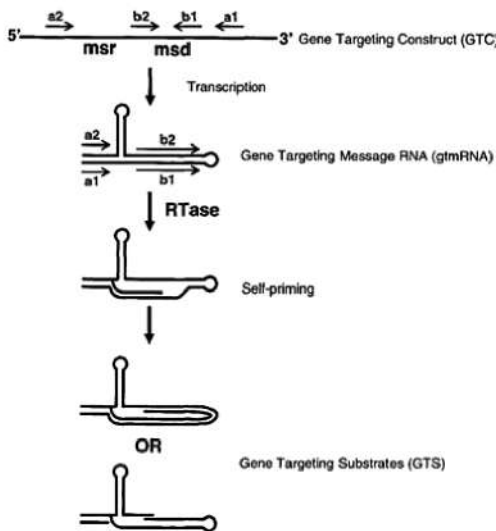 a2 b2 b1 a1
5' 3' Gene Targeting Construct (GTC)
msr msd
Transcription
a2 b2
Gene Targeting Message RNA (gtmRNA)
a1 b1
RTase
Self-priming
OR
Gene Targeting Substrates (GTS)